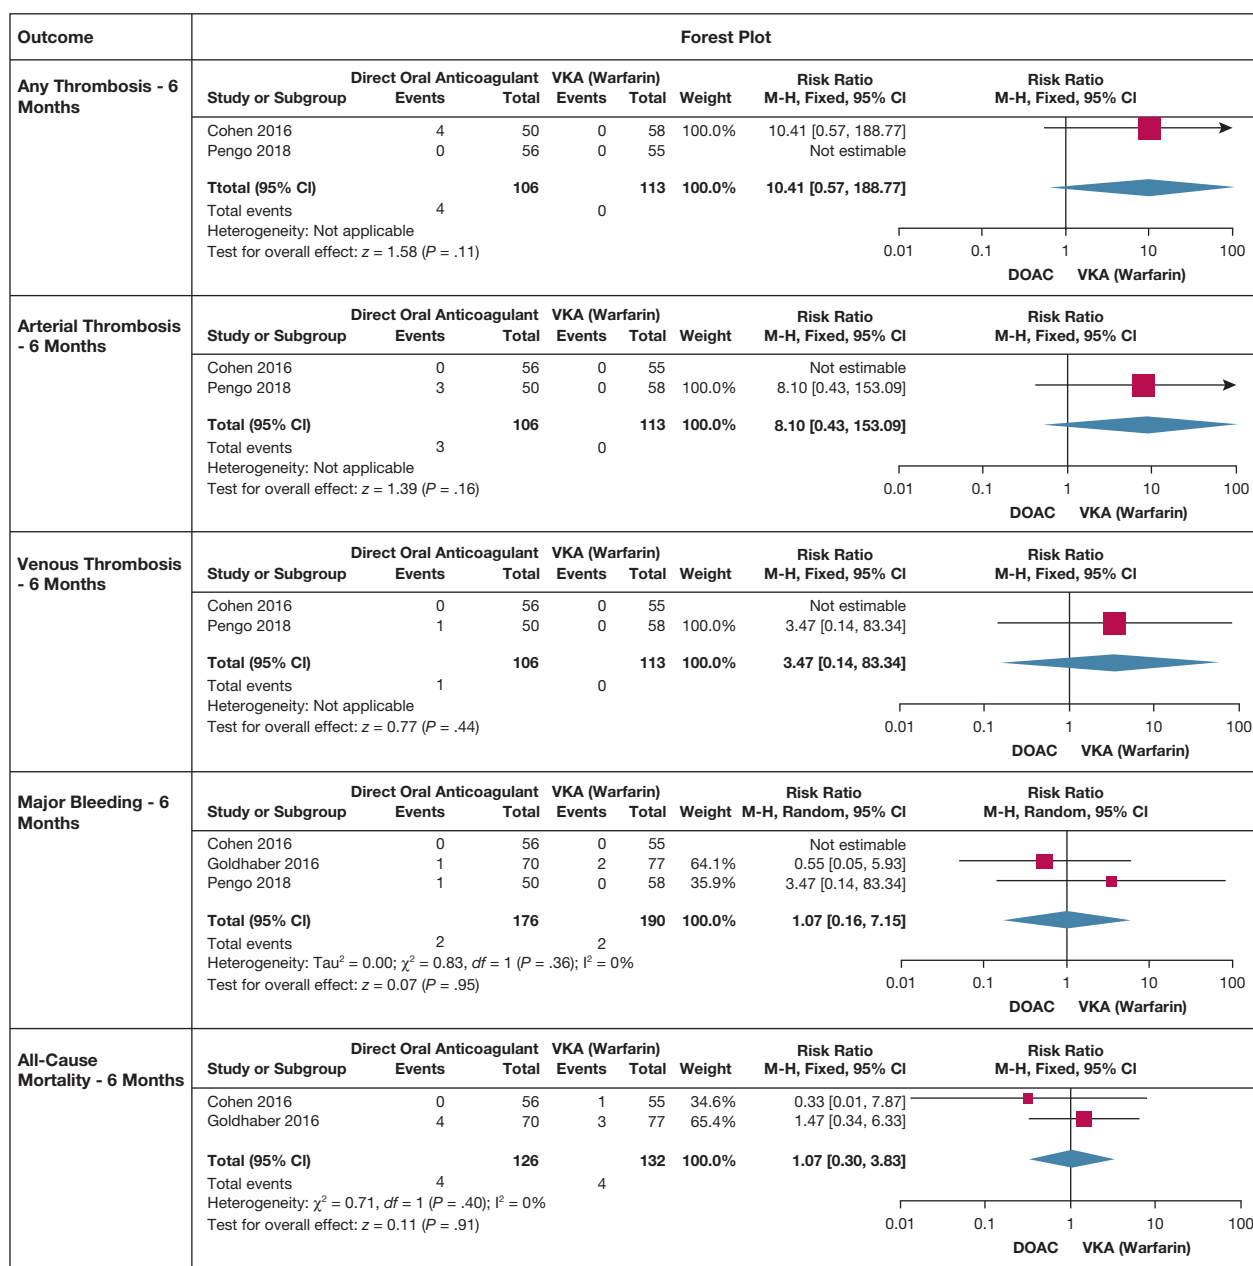 Outcome Forest Plot
Any Thrombosis - 6 Months
Direct Oral Anticoagulant VKA (Warfarin) Risk Ratio Risk Ratio
Study or Subgroup Events Total Events Total Weight M-H, Fixed, 95% CI M-H, Fixed, 95% CI
Cohen 2016 4 50 0 58 100.0% 10.41 [0.57, 188.77]
Pengo 2018 0 56 0 55 Not estimable
Ttotal (95% CI) 106 113 100.0% 10.41 [0.57, 188.77]
Total events 4 0
Heterogeneity: Not applicable
Test for overall effect: z = 1.58 (P = .11)
0.01 0.1 1 10 100
DOAC VKA (Warfarin)
Arterial Thrombosis - 6 Months
Direct Oral Anticoagulant VKA (Warfarin) Risk Ratio Risk Ratio
Study or Subgroup Events Total Events Total Weight M-H, Fixed, 95% CI M-H, Fixed, 95% CI
Cohen 2016 0 56 0 55 Not estimable
Pengo 2018 3 50 0 58 100.0% 8.10 [0.43, 153.09]
Total (95% CI) 106 113 100.0% 8.10 [0.43, 153.09]
Total events 3 0
Heterogeneity: Not applicable
Test for overall effect: z = 1.39 (P = .16)
0.01 0.1 1 10 100
DOAC VKA (Warfarin)
Venous Thrombosis - 6 Months
Direct Oral Anticoagulant VKA (Warfarin) Risk Ratio Risk Ratio
Study or Subgroup Events Total Events Total Weight M-H, Fixed, 95% CI M-H, Fixed, 95% CI
Cohen 2016 0 56 0 55 Not estimable
Pengo 2018 1 50 0 58 100.0% 3.47 [0.14, 83.34]
Total (95% CI) 106 113 100.0% 3.47 [0.14, 83.34]
Total events 1 0
Heterogeneity: Not applicable
Test for overall effect: z = 0.77 (P = .44)
0.01 0.1 1 10 100
DOAC VKA (Warfarin)
Major Bleeding - 6 Months
Direct Oral Anticoagulant VKA (Warfarin) Risk Ratio Risk Ratio
Study or Subgroup Events Total Events Total Weight M-H, Random, 95% CI M-H, Random, 95% CI
Cohen 2016 0 56 0 55 Not estimable
Goldhaber 2016 1 70 2 77 64.1% 0.55 [0.05, 5.93]
Pengo 2018 1 50 0 58 35.9% 3.47 [0.14, 83.34]
Total (95% CI) 176 190 100.0% 1.07 [0.16, 7.15]
Total events 2 2
Heterogeneity: Tau² = 0.00; χ² = 0.83, df = 1 (P = .36); I² = 0%
Test for overall effect: z = 0.07 (P = .95)
0.01 0.1 1 10 100
DOAC VKA (Warfarin)
All-Cause Mortality - 6 Months
Direct Oral Anticoagulant VKA (Warfarin) Risk Ratio Risk Ratio
Study or Subgroup Events Total Events Total Weight M-H, Fixed, 95% CI M-H, Fixed, 95% CI
Cohen 2016 0 56 1 55 34.6% 0.33 [0.01, 7.87]
Goldhaber 2016 4 70 3 77 65.4% 1.47 [0.34, 6.33]
Total (95% CI) 126 132 100.0% 1.07 [0.30, 3.83]
Total events 4 4
Heterogeneity: χ² = 0.71, df = 1 (P = .40); I² = 0%
Test for overall effect: z = 0.11 (P = .91)
0.01 0.1 1 10 100
DOAC VKA (Warfarin)